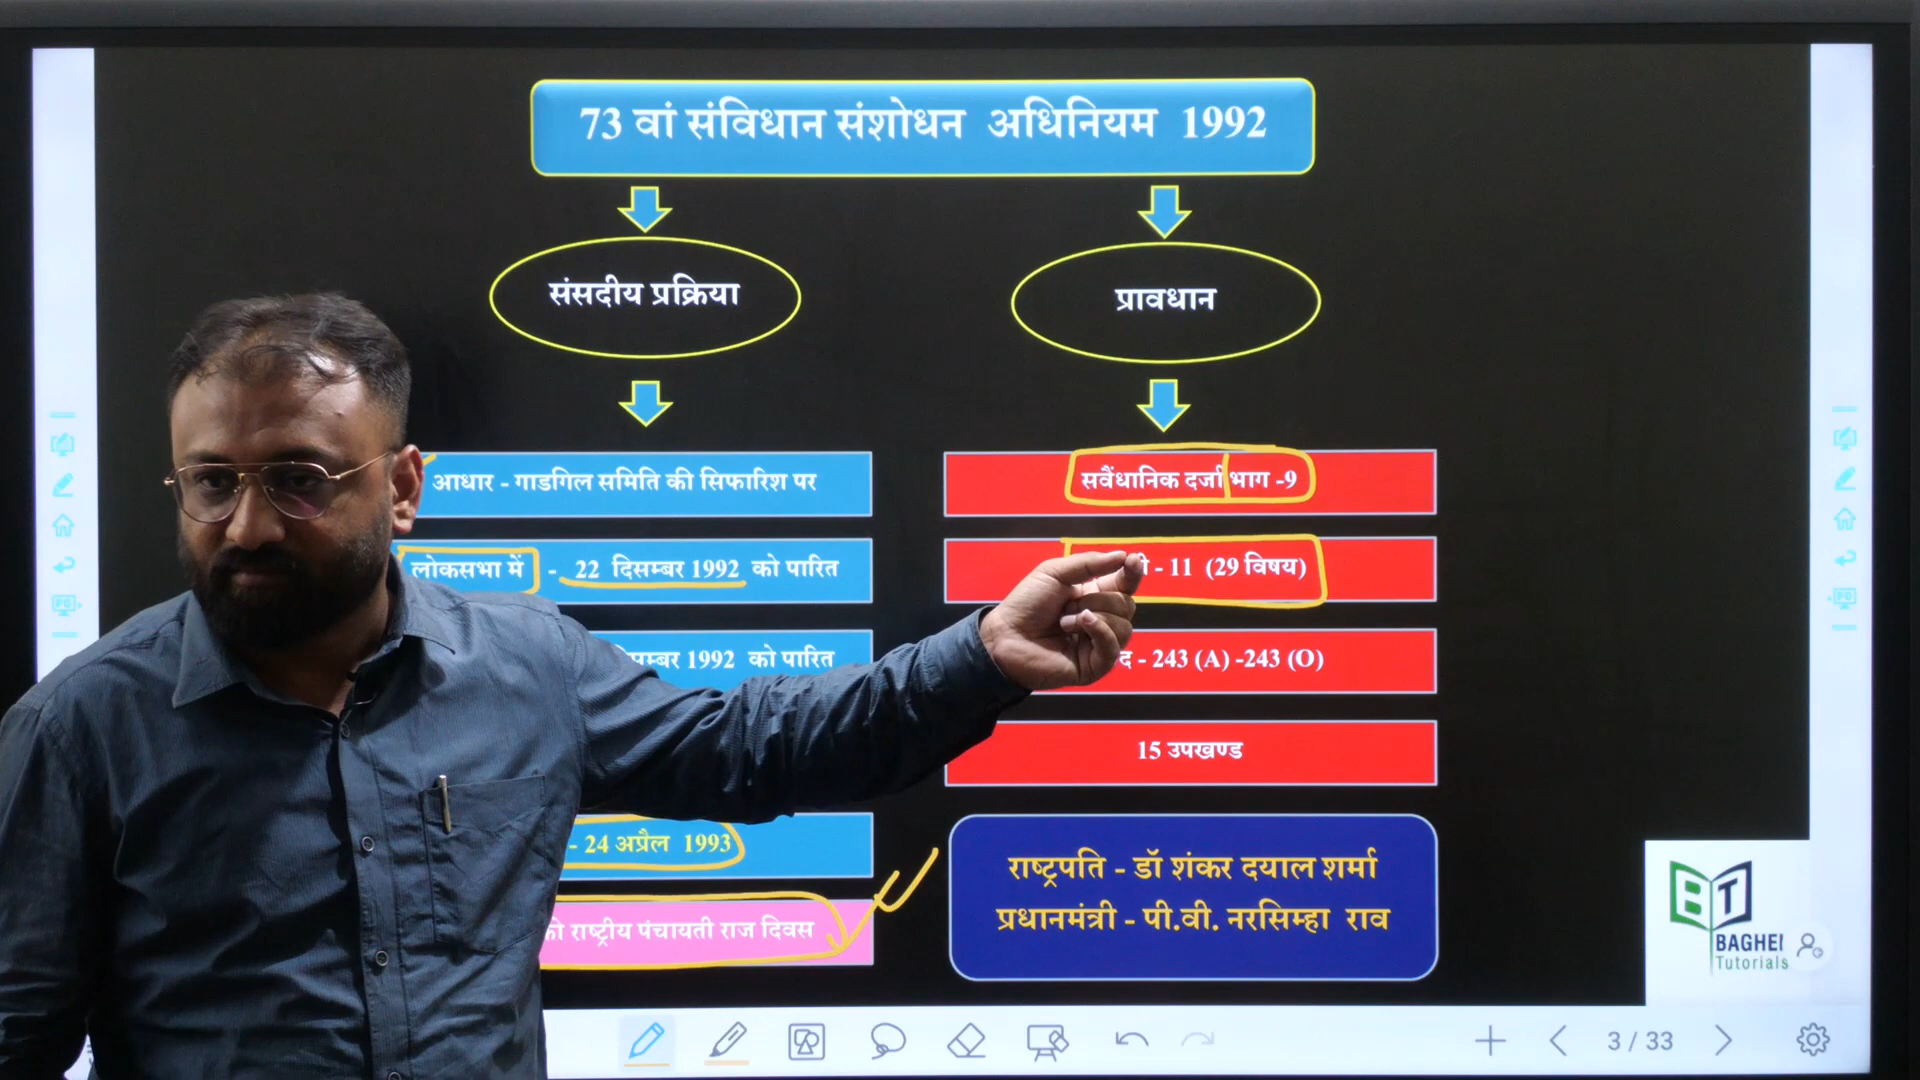 73 वां संविधान संशोधन अधिनियम 1992
संसदीय प्रक्रिया
प्रावधान
आधार - गाडगिल समिति की सिफारिश पर
लोकसभा में - 22 दिसम्बर 1992 को पारित
1992 को पारित
- 24 अप्रैल 1993
राष्ट्रीय पंचायती राज दिवस
सवैंधानिक दर्जा भाग -9
- 11 (29 विषय)
- 243 (A) -243 (O)
15 उपखण्ड
राष्ट्रपति - डॉ शंकर दयाल शर्मा
प्रधानमंत्री - पी.वी. नरसिम्हा राव
BT
BAGHEL
Tutorials
3 / 33